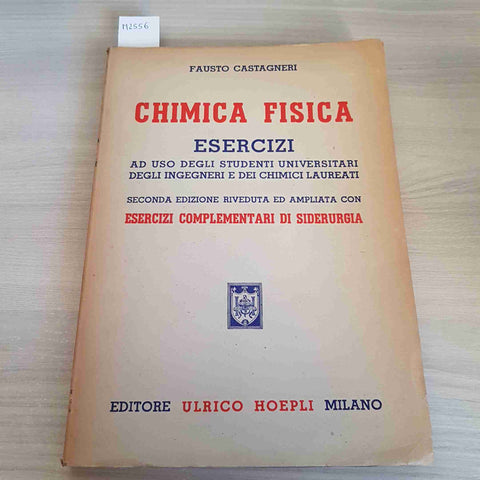 M2556
FAUSTO CASTAGNERI
CHIMICA FISICA
ESERCIZI
AD USO DEGLI STUDENTI UNIVERSITARI
DEGLI INGEGNERI E DEI CHIMICI LAUREATI
SECONDA EDIZIONE RIVEDUTA ED AMPLIATA CON
ESERCIZI COMPLEMENTARI DI SIDERURGIA
EDITORE ULRICO HOEPLI MILANO